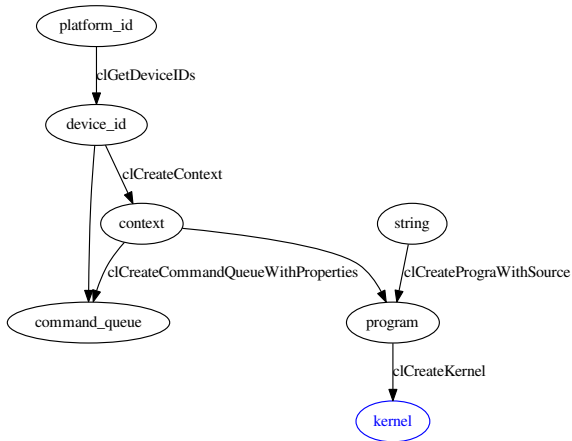 platform_id
clGetDeviceIDs
device_id
clCreateContext
context
string
clCreateCommandQueueWithProperties
clCreatePrograWithSource
command_queue
program
clCreateKernel
kernel